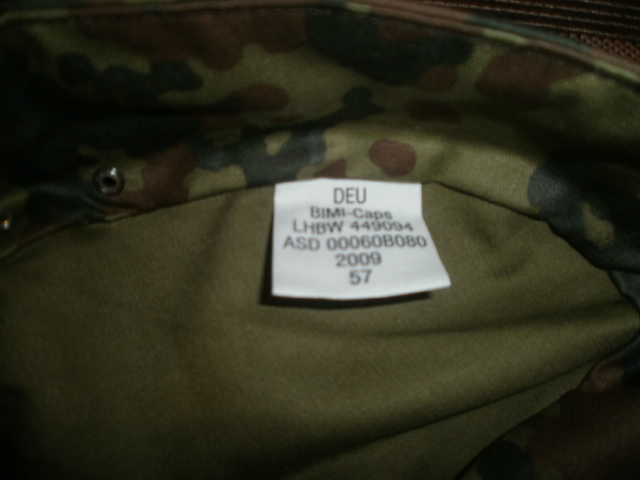 DEU
BIMI-Caps
LHBW 449094
ASD 00060B080
2009
57